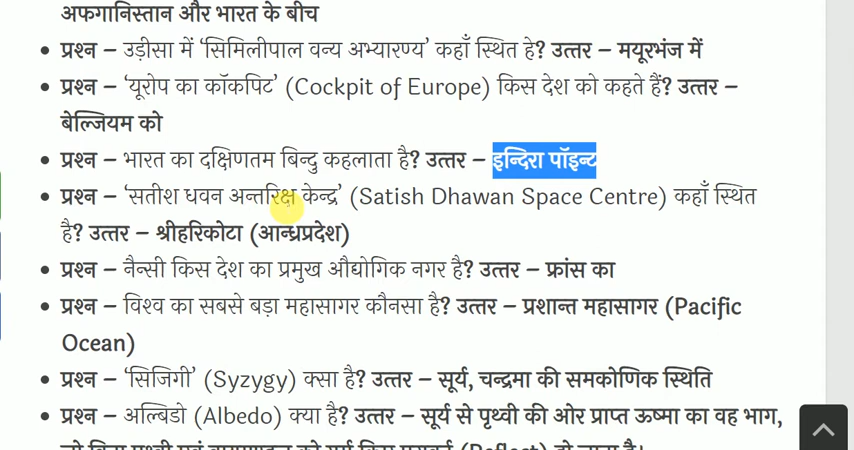 अफगानिस्तान और भारत के बीच
प्रश्न – उड़ीसा में ‘सिमिलीपाल वन्य अभ्यारण्य’ कहाँ स्थित हे? उत्तर – मयूरभंज में
प्रश्न – ‘यूरोप का कॉकपिट’ (Cockpit of Europe) किस देश को कहते हैं? उत्तर –
बेल्जियम को
प्रश्न – भारत का दक्षिणतम बिन्दु कहलाता है? उत्तर – इन्दिरा पॉइन्ट
प्रश्न – ‘सतीश धवन अन्तरिक्ष केन्द्र’ (Satish Dhawan Space Centre) कहाँ स्थित
है? उत्तर – श्रीहरिकोटा (आन्ध्रप्रदेश)
प्रश्न – नैन्सी किस देश का प्रमुख औद्योगिक नगर है? उत्तर – फ्रांस का
प्रश्न – विश्व का सबसे बड़ा महासागर कौनसा है? उत्तर – प्रशान्त महासागर (Pacific
Ocean)
प्रश्न – ‘सिजिगी’ (Syzygy) क्सा है? उत्तर – सूर्य, चन्द्रमा की समकोणिक स्थिति
प्रश्न – अल्बिडो (Albedo) क्या है? उत्तर – सूर्य से पृथ्वी की ओर प्राप्त ऊष्मा का वह भाग,